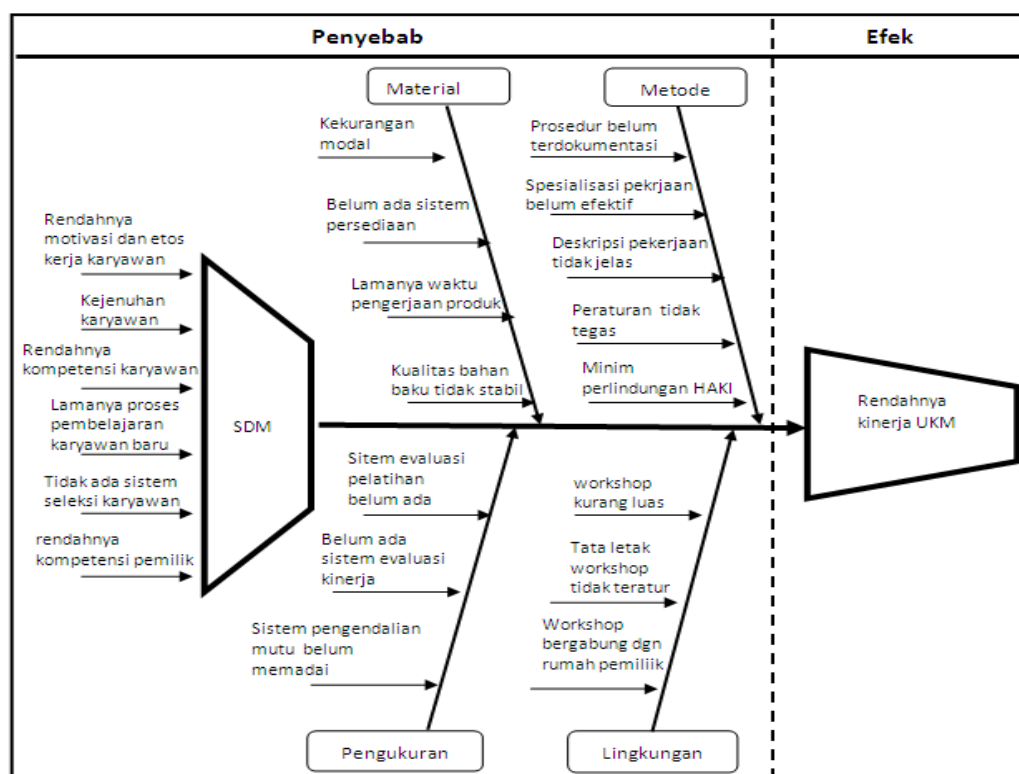 Penyebab
Efek
Material
Metode
Kekurangan
modal
Belum ada sistem
persediaan
Lamanya waktu
pengerjaan produk
Kualitas bahan
baku tidak stabil
Prosedur belum
terdokumentasi
Spesialisasi pekrjaan
belum efektif
Deskripsi pekerjaan
tidak jelas
Peraturan tidak
tegas
Minim
perlindungan HAKI
Rendahnya
motivasi dan etos
kerja karyawan
Kejenuhan
karyawan
Rendahnya
kompetensi karyawan
Lamanya proses
pembelajaran
karyawan baru
Tidak ada sistem
seleksi karyawan
rendahnya
kompetensi pemilik
SDM
Rendahnya
kinerja UKM
Sitem evaluasi
pelatihan
belum ada
Belum ada
sistem evaluasi
kinerja
Sistem pengendalian
mutu belum
memadai
workshop
kurang luas
Tata letak
workshop
tidak teratur
Workshop
bergabung dgn
rumah pemiliik
Pengukuran
Lingkungan